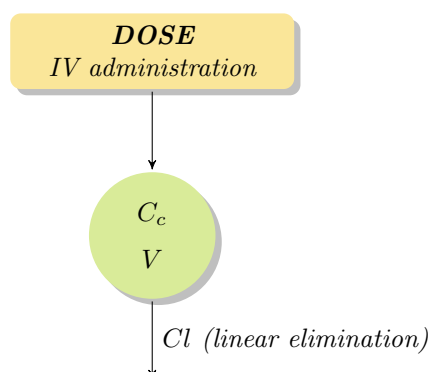 DOSE
IV administration
C_c
V
Cl (linear elimination)